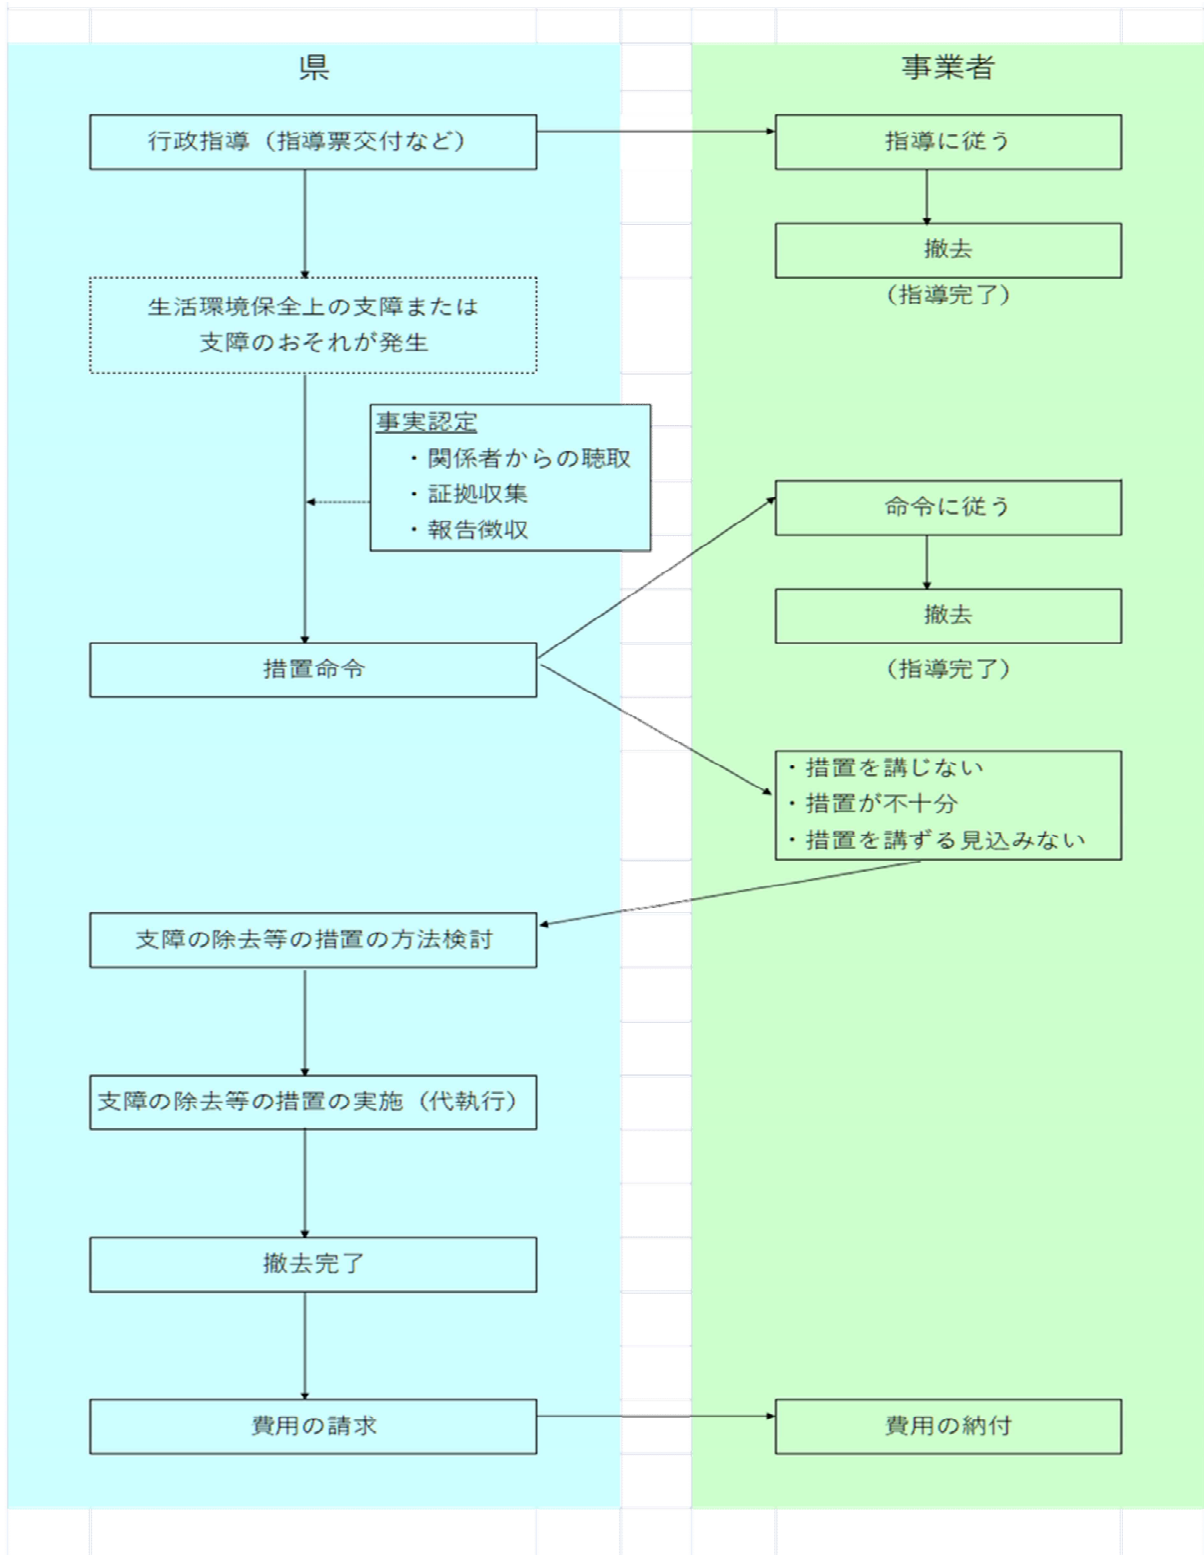 県
事業者
行政指導（指導票交付など）
指導に従う
撤去
（指導完了）
生活環境保全上の支障または
支障のおそれが発生
事実認定
・関係者からの聴取
・証拠収集
・報告徴収
命令に従う
撤去
（指導完了）
措置命令
・措置を講じない
・措置が不十分
・措置を講ずる見込みない
支障の除去等の措置の方法検討
支障の除去等の措置の実施（代執行）
撤去完了
費用の請求
費用の納付